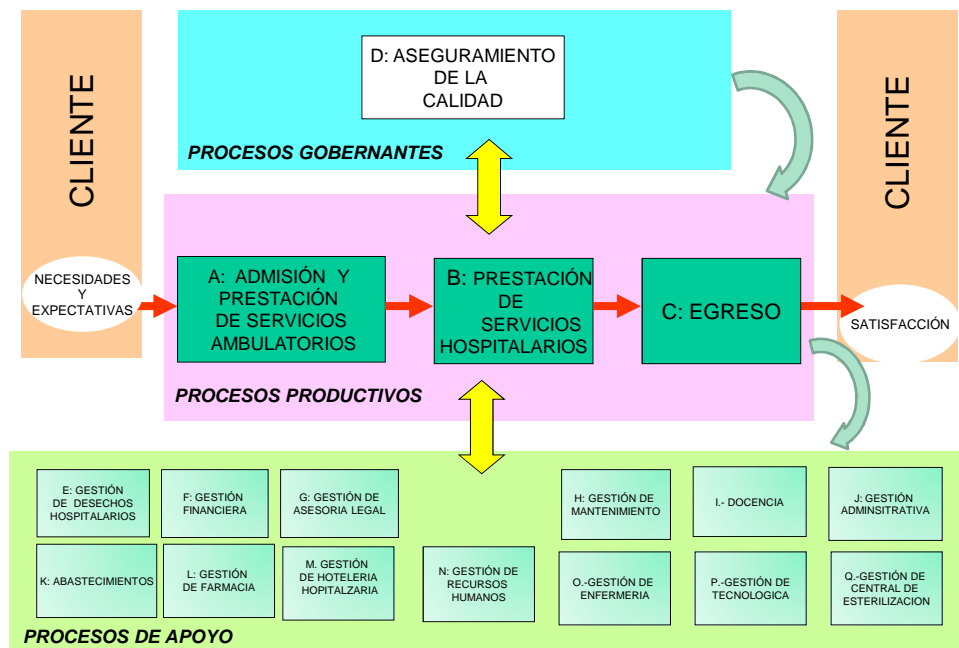 CLIENTE
D: ASEGURAMIENTO
DE LA
CALIDAD
PROCESOS GOBERNANTES
CLIENTE
NECESIDADES
Y
EXPECTATIVAS
A: ADMISIÓN Y
PRESTACIÓN
DE SERVICIOS
AMBULATORIOS
B: PRESTACIÓN
DE
SERVICIOS
HOSPITALARIOS
C: EGRESO
SATISFACCIÓN
PROCESOS PRODUCTIVOS
E: GESTIÓN
DE DESECHOS
HOSPITALARIOS
F: GESTIÓN
FINANCIERA
G: GESTIÓN DE
ASESORIA LEGAL
H: GESTIÓN DE
MANTENIMIENTO
I.- DOCENCIA
J: GESTIÓN
ADMINSITRATIVA
K: ABASTECIMIENTOS
L: GESTIÓN
DE FARMACIA
M. GESTIÓN
DE HOTELERIA
HOPITALZARIA
N: GESTIÓN DE
RECURSOS
HUMANOS
O.-GESTIÓN DE
ENFERMERIA
P.-GESTIÓN DE
TECNOLOGICA
Q.-GESTIÓN DE
CENTRAL DE
ESTERILIZACION
PROCESOS DE APOYO